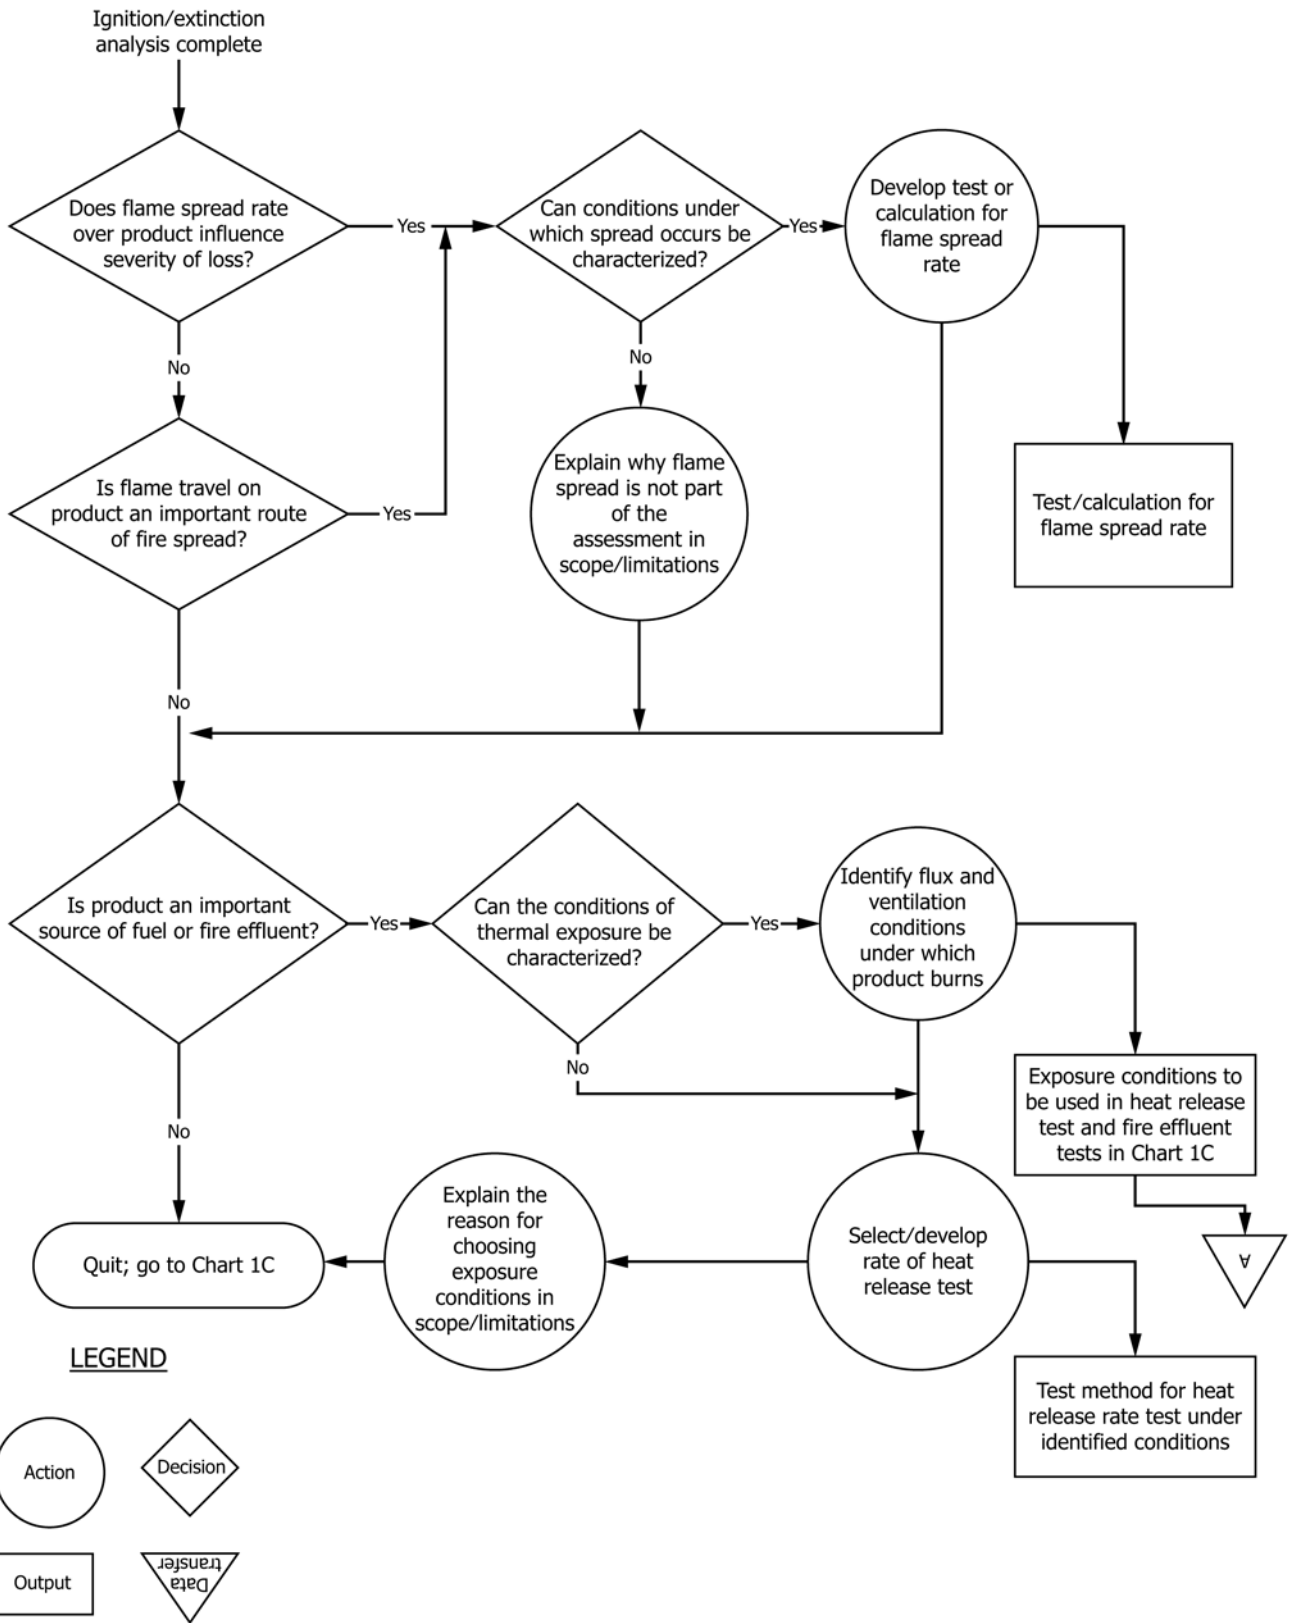 Ignition/extinction
analysis complete
Does flame spread rate
over product influence
severity of loss?
Yes
Can conditions under
which spread occurs be
characterized?
Yes
Develop test or
calculation for
flame spread
rate
No
No
Is flame travel on
product an important route
of fire spread?
Yes
Explain why flame
spread is not part
of the
assessment in
scope/limitations
Test/calculation for
flame spread rate
No
Is product an important
source of fuel or fire effluent?
Yes
Can the conditions of
thermal exposure be
characterized?
Yes
Identify flux and
ventilation
conditions
under which
product burns
No
Exposure conditions to
be used in heat release
test and fire effluent
tests in Chart 1C
No
Quit; go to Chart 1C
Explain the
reason for
choosing
exposure
conditions in
scope/limitations
Select/develop
rate of heat
release test
A
Test method for heat
release rate test under
identified conditions
LEGEND
Action
Decision
Output
Data
transfer